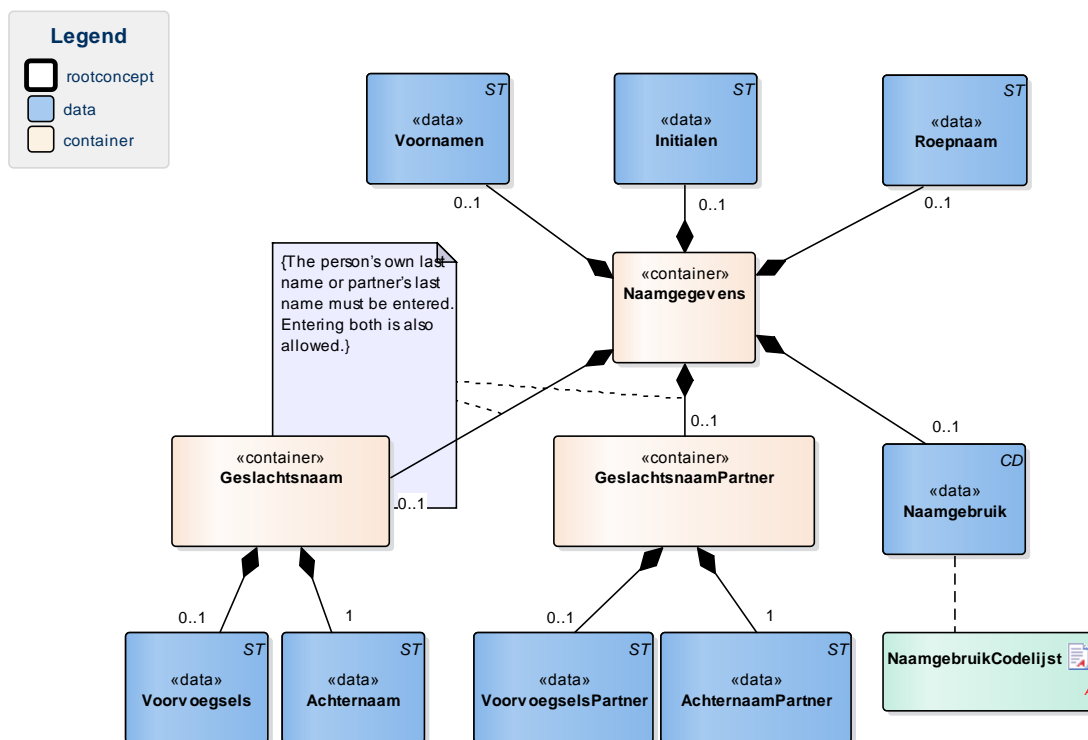 Legend
rootconcept
data
container
ST
«data»
Voornamen
ST
«data»
Initialen
ST
«data»
Roepnaam
0..1
0..1
0..1
{The person's own last
name or partner's last
name must be entered.
Entering both is also
allowed.}
«container»
Naamgegevens
0..1
0..1
0..1
«container»
Geslachtsnaam
«container»
GeslachtsnaamPartner
CD
«data»
Naamgebruik
0..1
1
0..1
1
ST
«data»
Voorvoegsels
ST
«data»
Achternaam
ST
«data»
VoorvoegselsPartner
ST
«data»
AchternaamPartner
NaamgebruikCodelijst